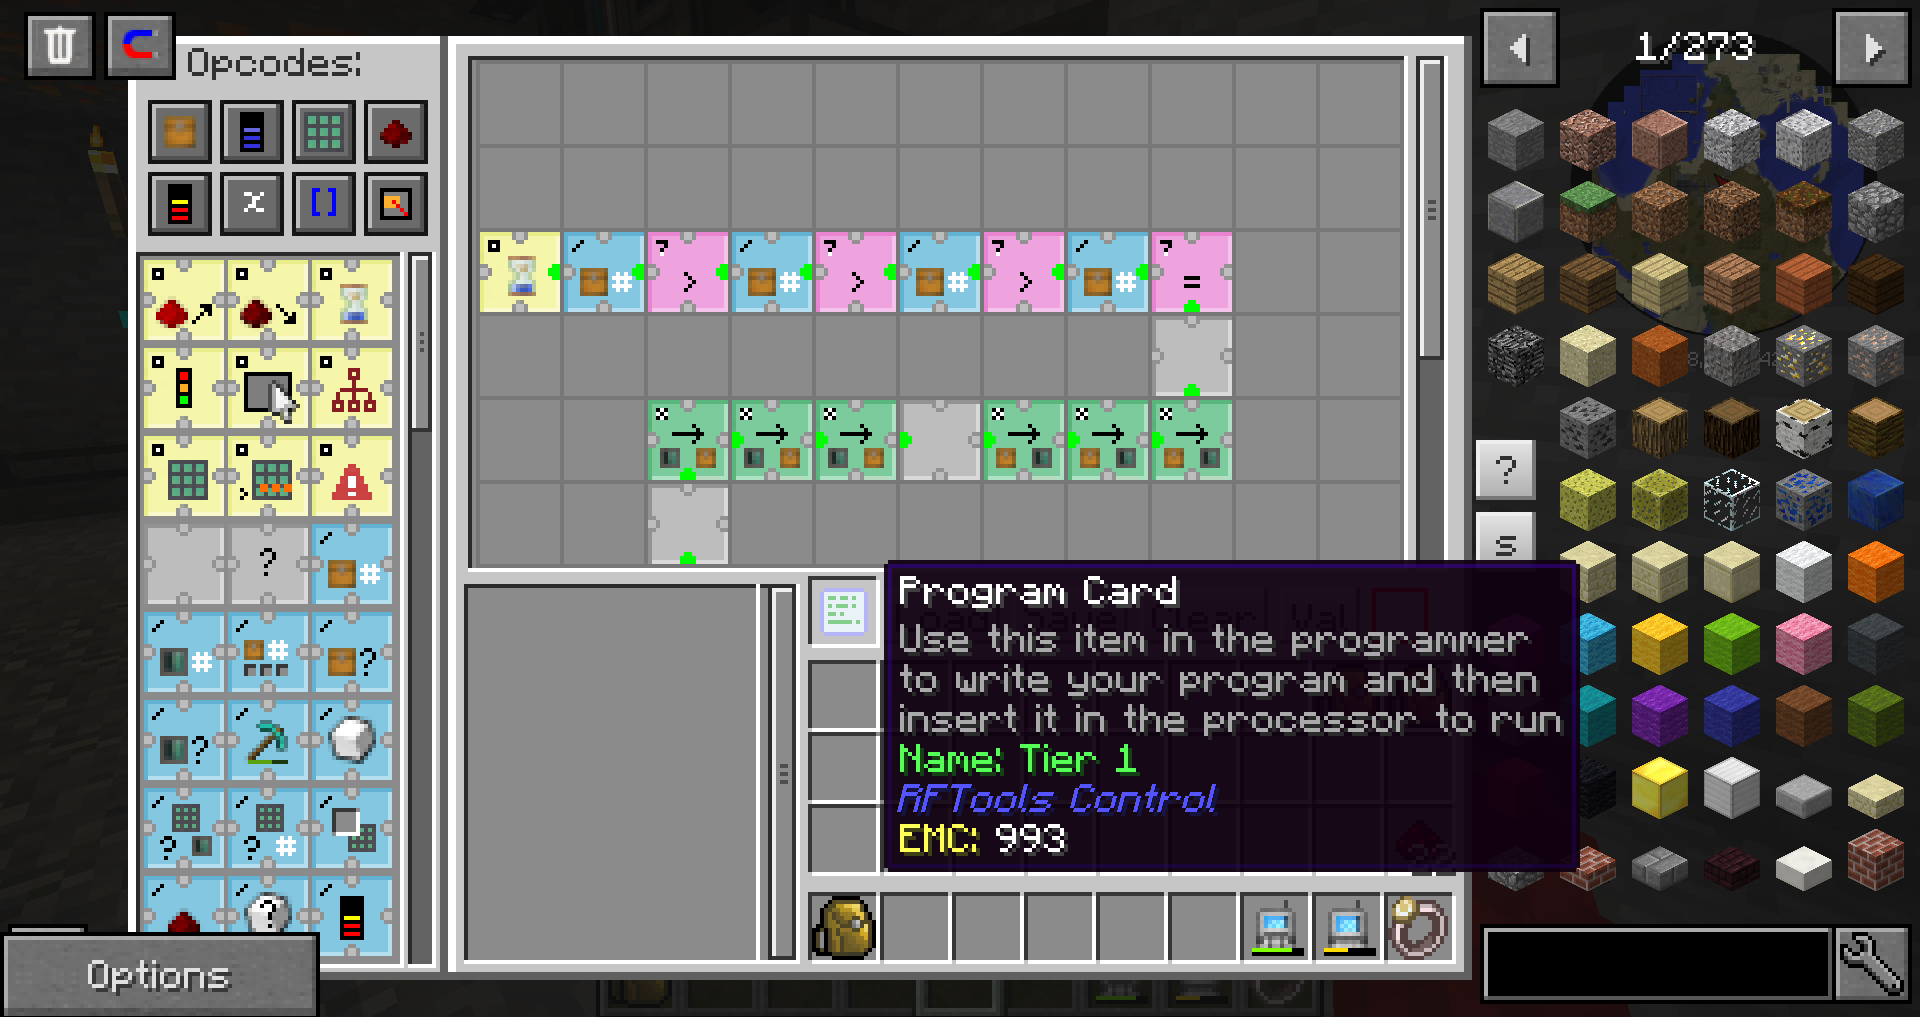 Opcodes:
1/273
?
s
Program Card
Use this item in the programmer
to write your program and then
insert it in the processor to run
Name: Tier 1
RFTools Control
EMC: 993
Options